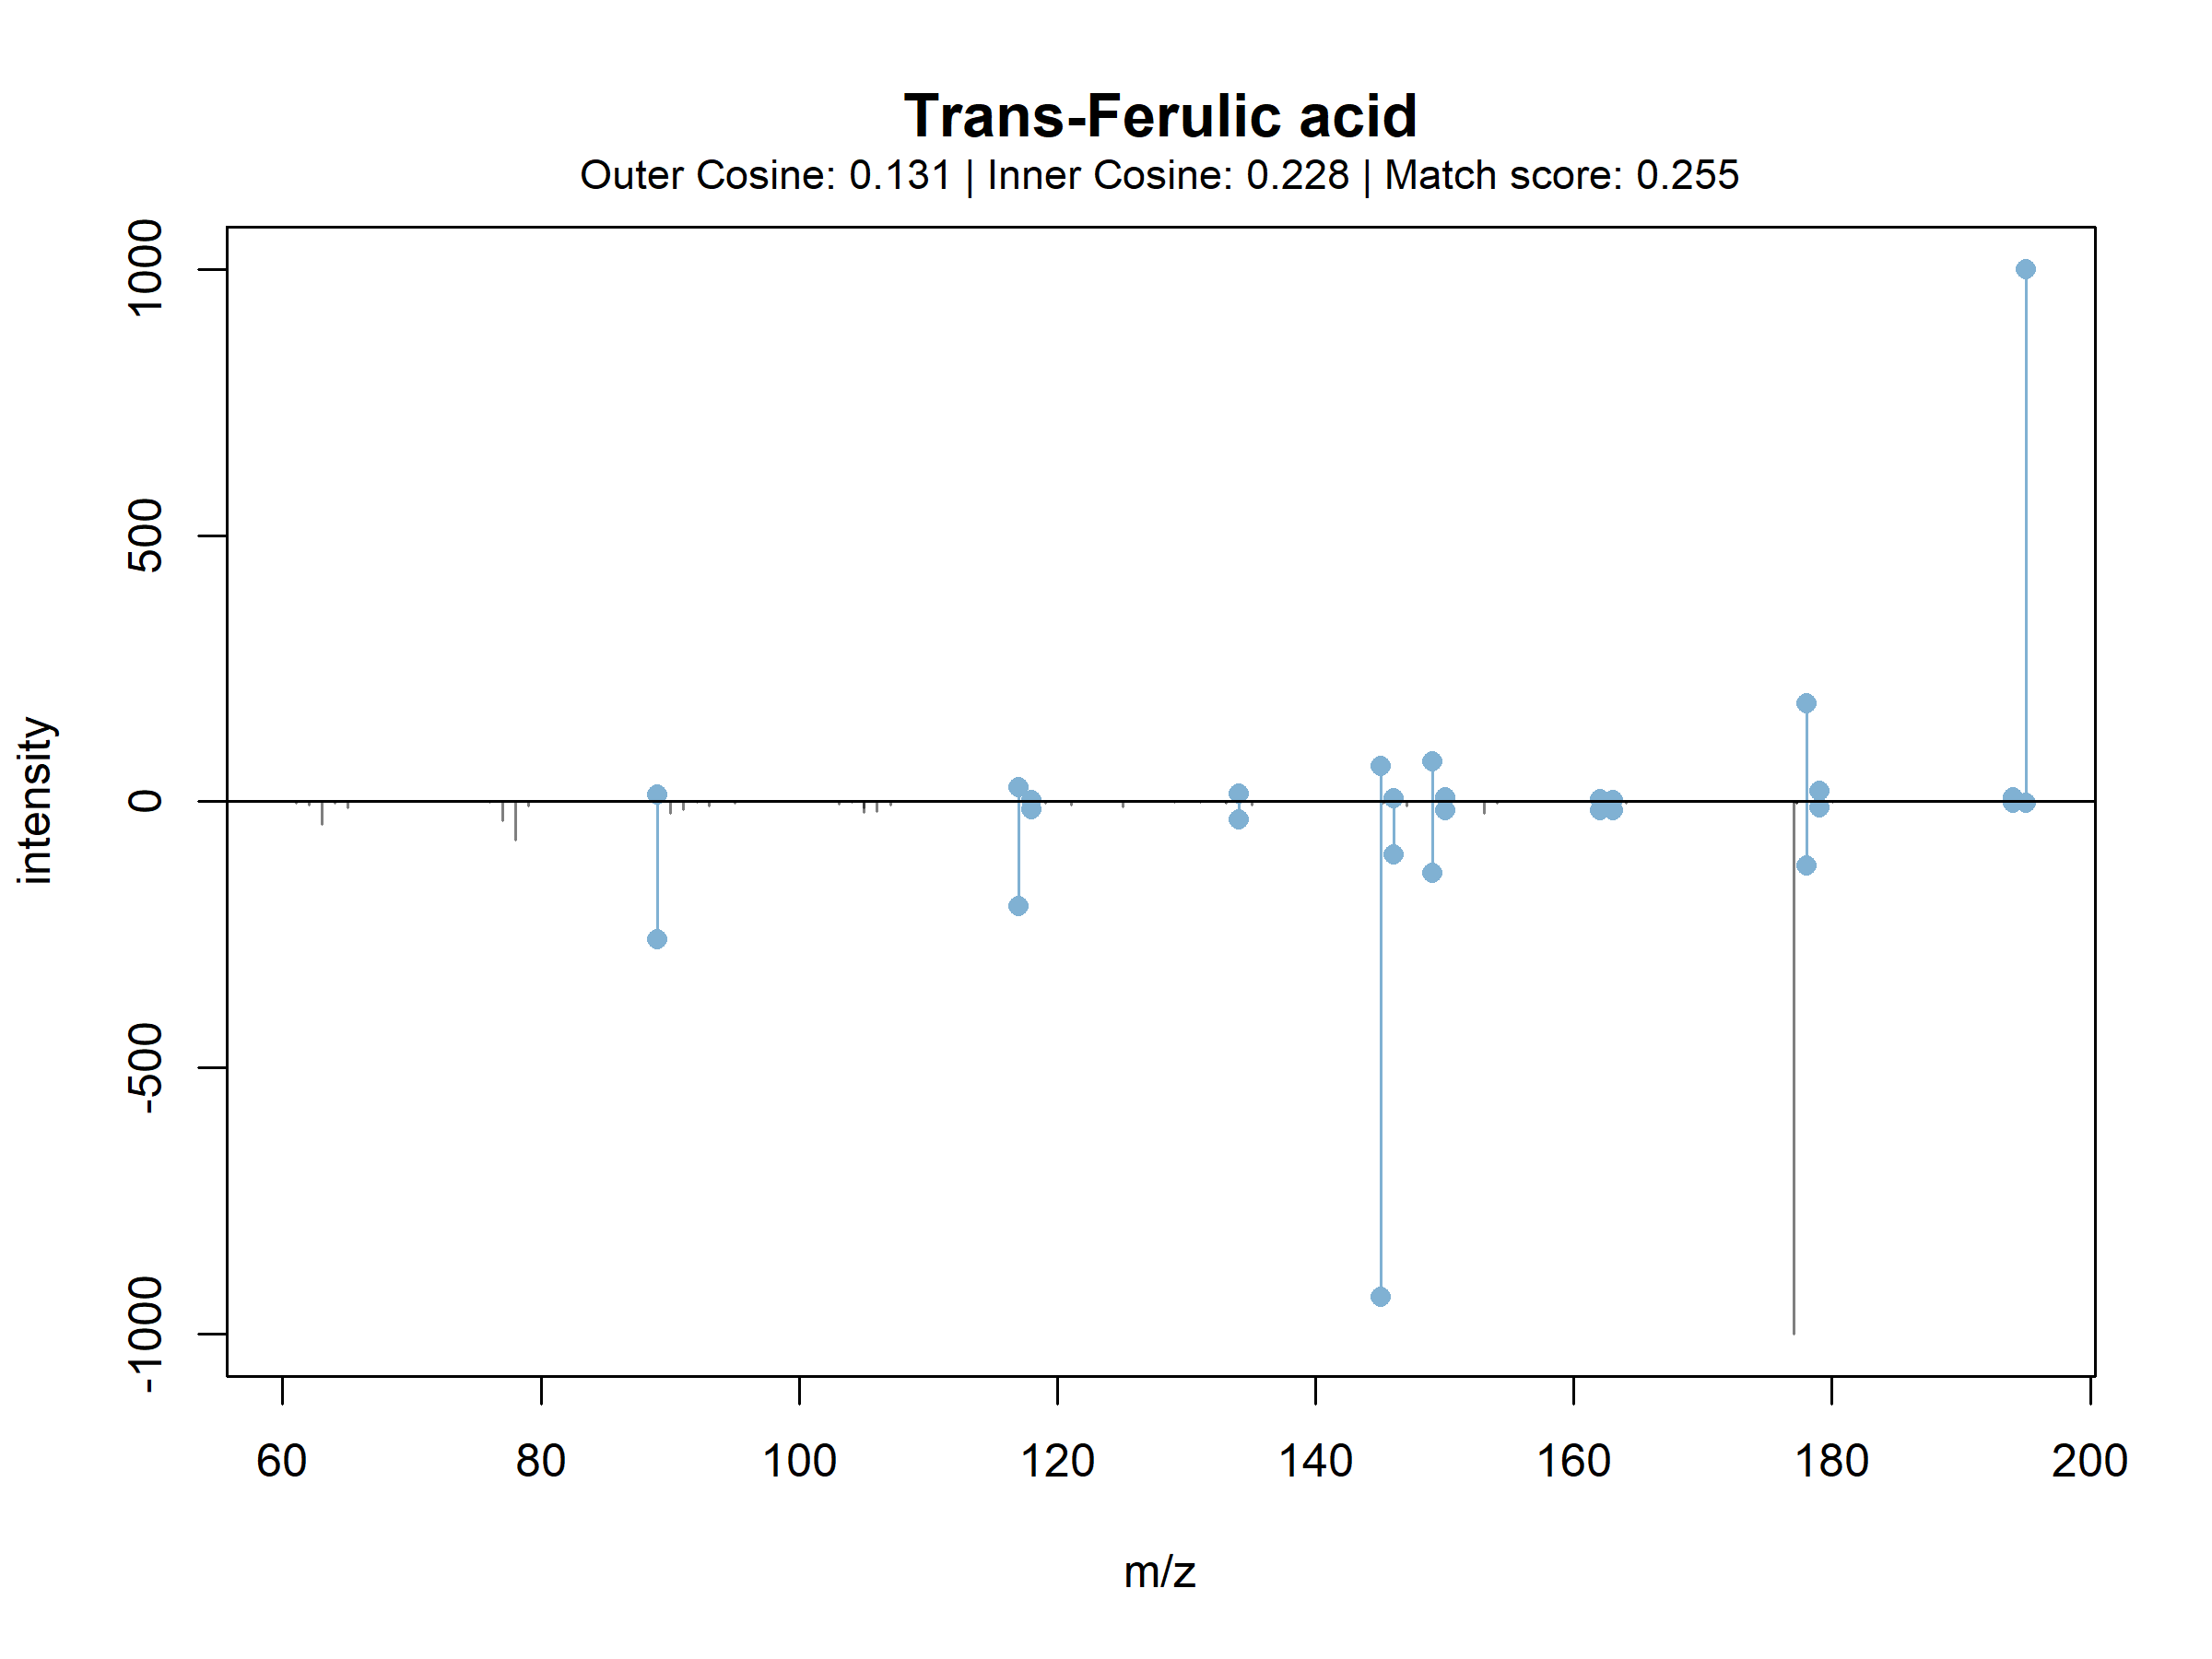 Trans-Ferulic acid
Outer Cosine: 0.131 | Inner Cosine: 0.228 | Match score: 0.255
intensity
1000
500
0
-500
-1000
60 80 100 120 140 160 180 200
m/z